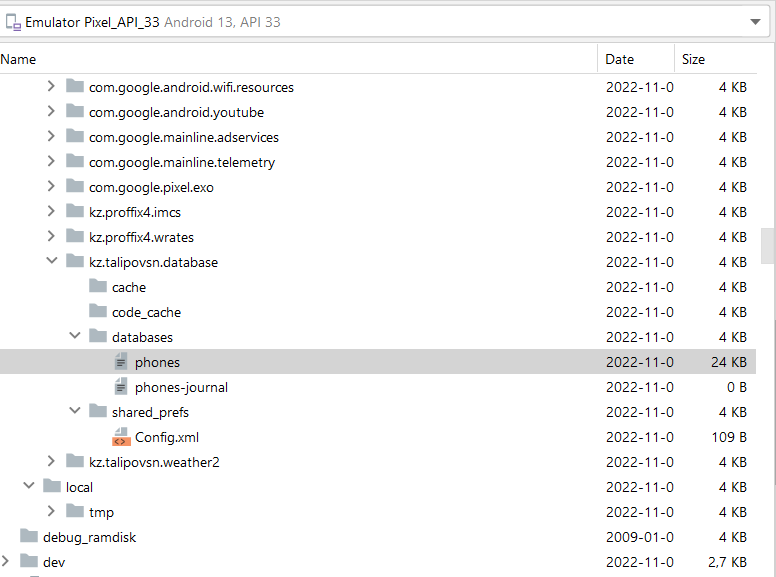 Emulator Pixel_API_33 Android 13, API 33
Name Date Size
com.google.android.wifi.resources 2022-11-0 4 KB
com.google.android.youtube 2022-11-0 4 KB
com.google.mainline.adservices 2022-11-0 4 KB
com.google.mainline.telemetry 2022-11-0 4 KB
com.google.pixel.exo 2022-11-0 4 KB
kz.proffix4.imcs 2022-11-0 4 KB
kz.proffix4.wrates 2022-11-0 4 KB
kz.talipovsn.database 2022-11-0 4 KB
cache 2022-11-0 4 KB
code_cache 2022-11-0 4 KB
databases 2022-11-0 4 KB
phones 2022-11-0 24 KB
phones-journal 2022-11-0 0 B
shared_prefs 2022-11-0 4 KB
Config.xml 2022-11-0 109 B
kz.talipovsn.weather2 2022-11-0 4 KB
local 2022-11-0 4 KB
tmp 2022-11-0 4 KB
debug_ramdisk 2009-01-0 4 KB
dev 2022-11-0 2,7 KB